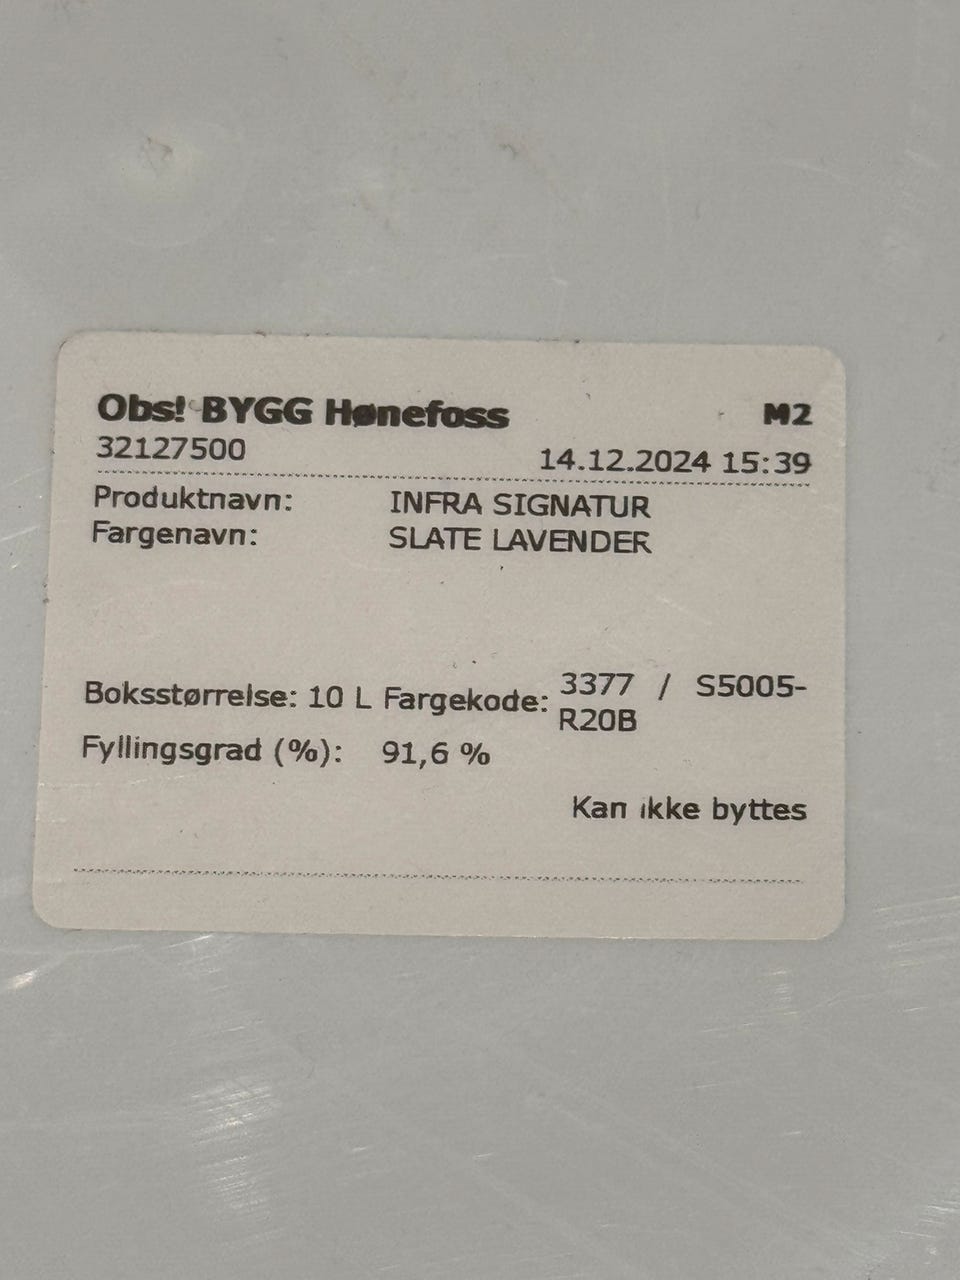 Obs! BYGG Hønefoss M2
32127500 14.12.2024 15:39
Produktnavn: INFRA SIGNATUR
Fargenavn: SLATE LAVENDER
Boksstørrelse: 10 L Fargekode: 3377 / S5005-
R20B
Fyllingsgrad (%): 91,6 %
Kan ikke byttes